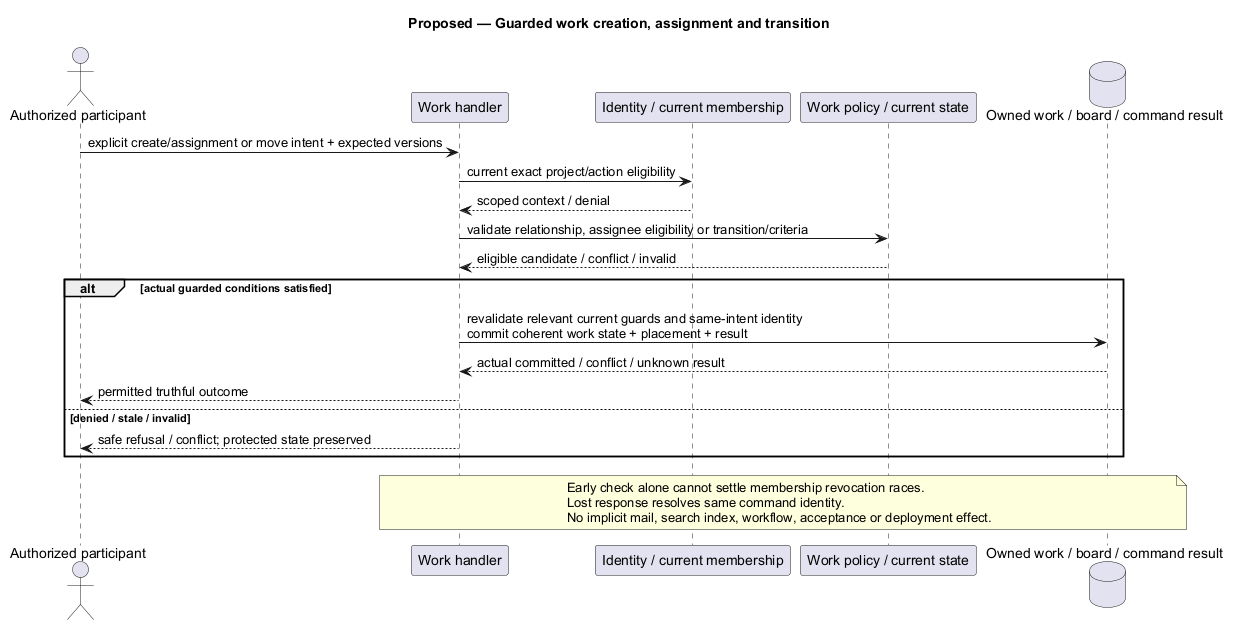 Proposed — Guarded work creation, assignment and transition
Authorized participant
Work handler
Identity / current membership
Work policy / current state
Owned work / board / command result
explicit create/assignment or move intent + expected versions
current exact project/action eligibility
scoped context / denial
validate relationship, assignee eligibility or transition/criteria
eligible candidate / conflict / invalid
alt
[actual guarded conditions satisfied]
revalidate relevant current guards and same-intent identity
commit coherent work state + placement + result
actual committed / conflict / unknown result
permitted truthful outcome
[denied / stale / invalid]
safe refusal / conflict; protected state preserved
Early check alone cannot settle membership revocation races.
Lost response resolves same command identity.
No implicit mail, search index, workflow, acceptance or deployment effect.
Authorized participant
Work handler
Identity / current membership
Work policy / current state
Owned work / board / command result